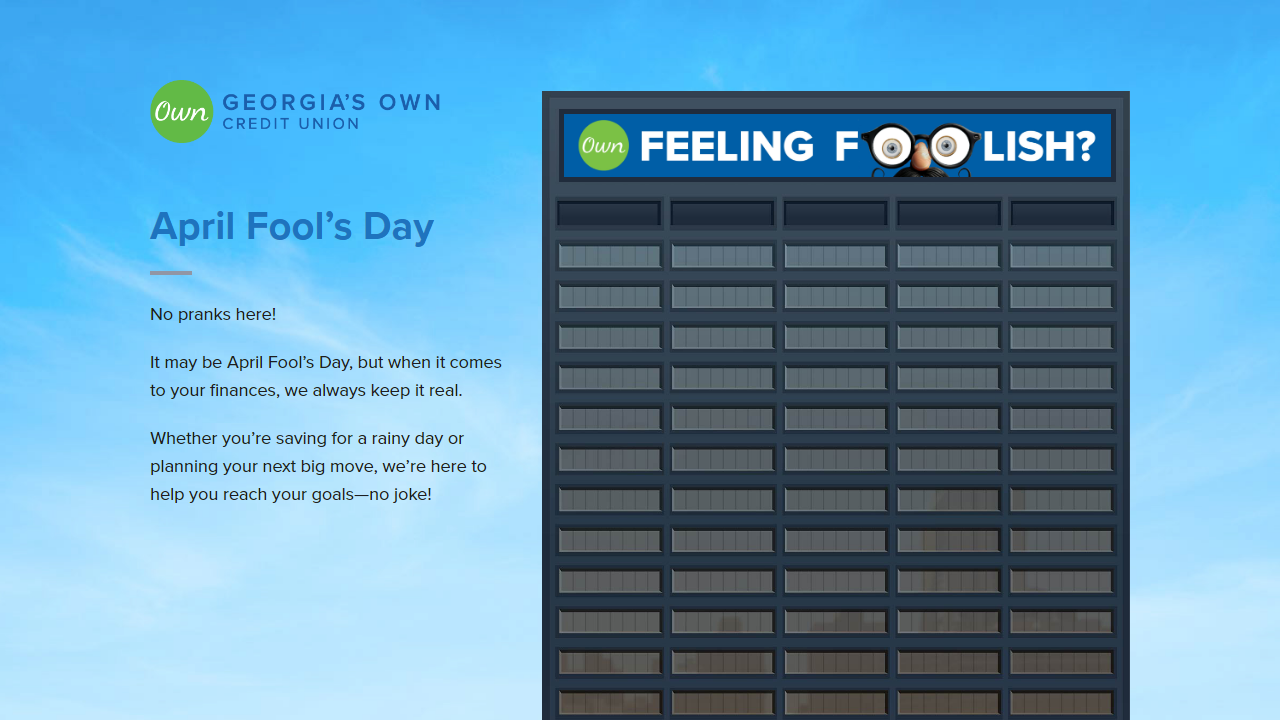 Own
GEORGIA’S OWN
CREDIT UNION
April Fool’s Day
No pranks here!
It may be April Fool’s Day, but when it comes
to your finances, we always keep it real.
Whether you’re saving for a rainy day or
planning your next big move, we’re here to
help you reach your goals—no joke!
Own FEELING FOOLISH?